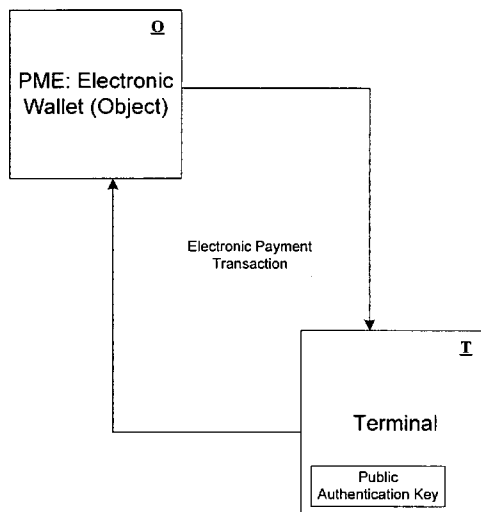 O
PME: Electronic
Wallet (Object)
Electronic Payment
Transaction
T
Terminal
Public
Authentication Key